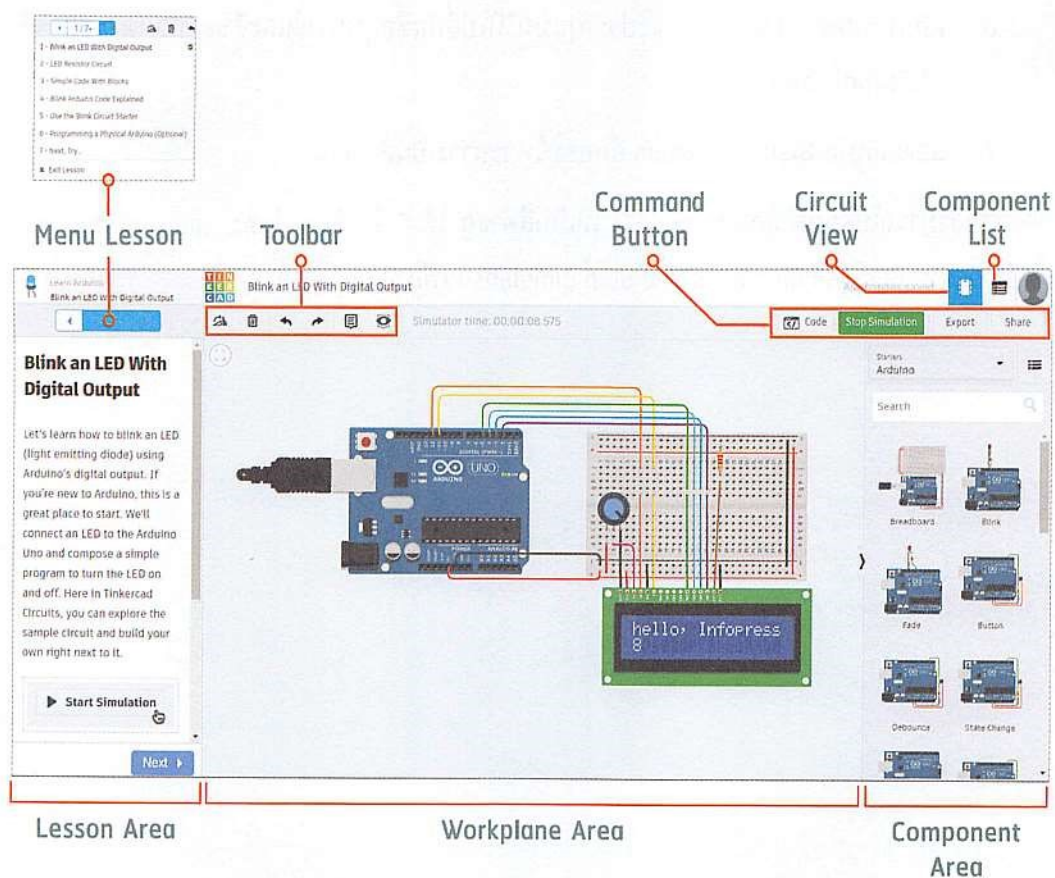 1/7
1 - Blink an LED With Digital Output
2 - LED Resistor Circuit
3 - Simple Code With Blocks
4 - Blink Arduino Code Explained
5 - Use the Blink Circuit Starter
6 - Programming a Physical Arduino (Optional)
7 - Next, Try...
Exit Lesson
Menu Lesson
Toolbar
Command
Button
Circuit
View
Component
List
Learn Arduino
Blink an LED With Digital Output
TIN
KER
CAD
Blink an LED With Digital Output
Simulator time: 00:00:08.575
Code
Stop Simulation
Export
Share
Blink an LED With
Digital Output
Let's learn how to blink an LED
(light emitting diode) using
Arduino's digital output. If
you're new to Arduino, this is a
great place to start. We'll
connect an LED to the Arduino
Uno and compose a simple
program to turn the LED on
and off. Here in Tinkercad
Circuits, you can explore the
sample circuit and build your
own right next to it.
Start Simulation
Next
UNO
ARDUINO
POWER
hello, Infopress
8
Starters
Arduino
Search
Breadboard
Blink
Fade
Button
Debounce
State Change
Lesson Area
Workplane Area
Component
Area